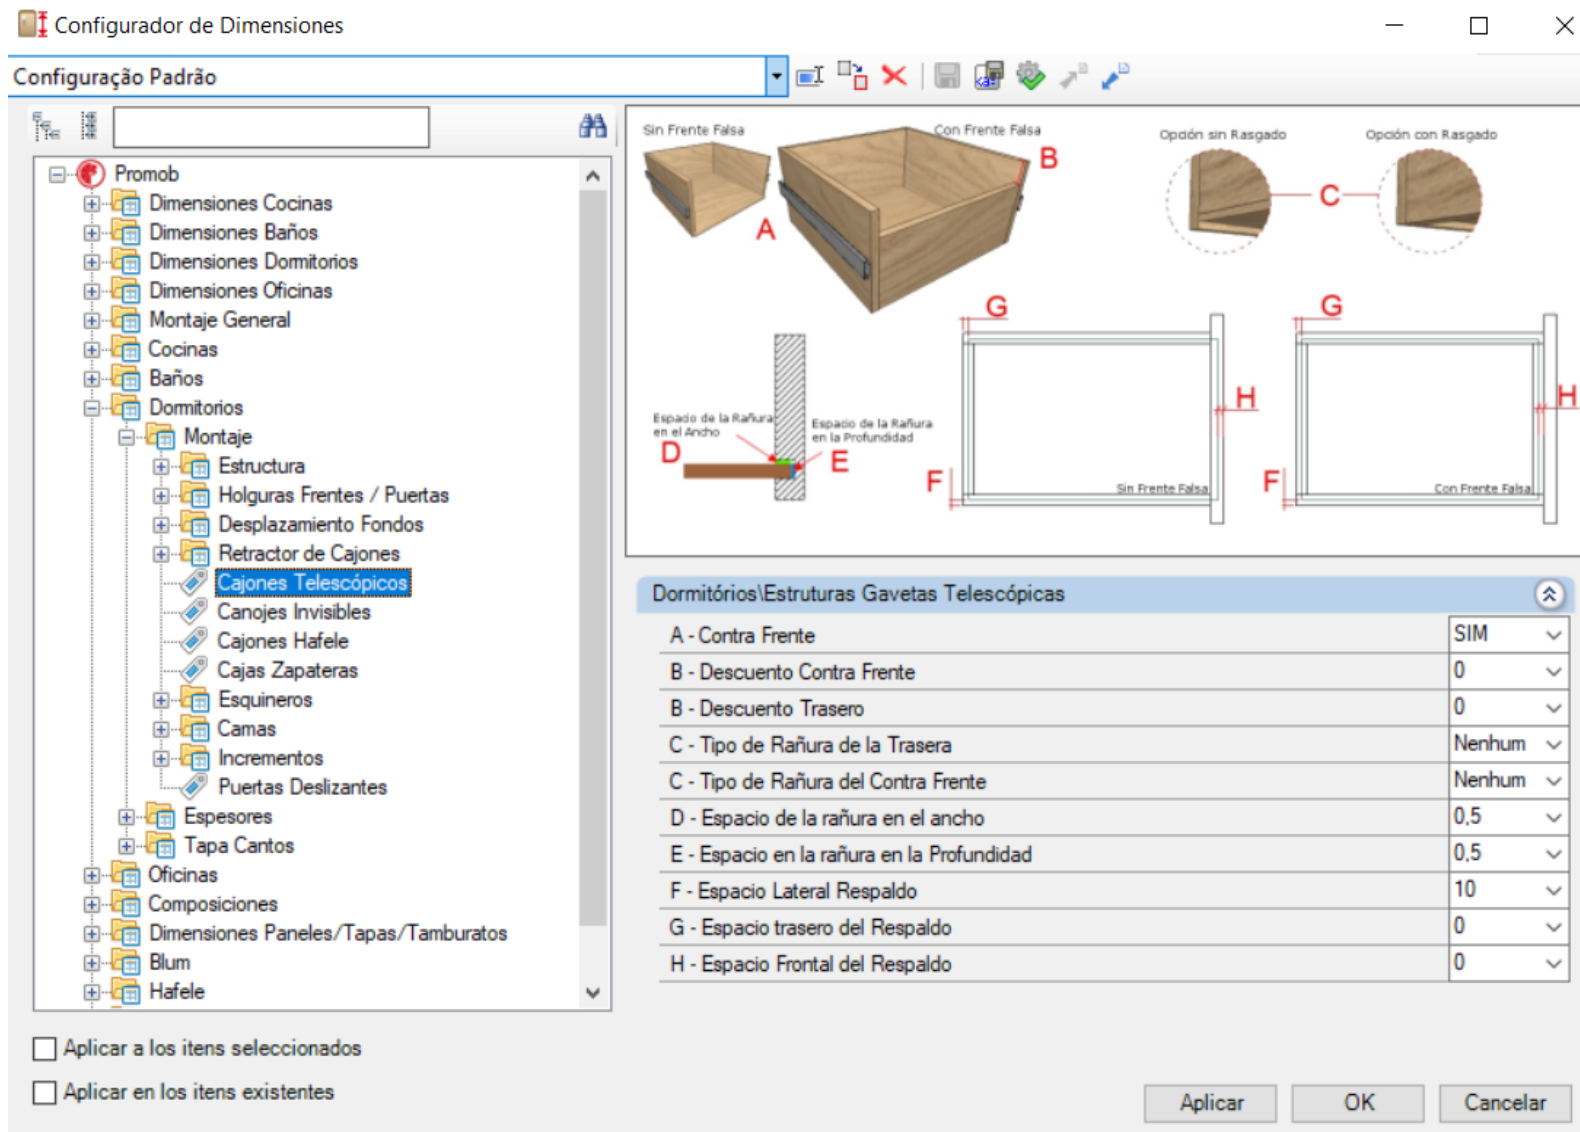 Configurador de Dimensiones
Configuração Padrão
Promob
Dimensiones Cocinas
Dimensiones Baños
Dimensiones Dormitorios
Dimensiones Oficinas
Montaje General
Cocinas
Baños
Dormitorios
Montaje
Estructura
Holguras Frentes / Puertas
Desplazamiento Fondos
Retractor de Cajones
Cajones Telescópicos
Canojes Invisibles
Cajones Hafele
Cajas Zapateras
Esquineros
Camas
Incrementos
Puertas Deslizantes
Espesores
Tapa Cantos
Oficinas
Composiciones
Dimensiones Paneles/Tapas/Tamburatos
Blum
Hafele
Aplicar a los itens seleccionados
Aplicar en los itens existentes
Sin Frente Falsa
Con Frente Falsa
Opción sin Rasgado
Opción con Rasgado
B
A
C
G
G
Espacio de la Rañura
en el Ancho
Espacio de la Rañura
en la Profundidad
D
E
F
H
Sin Frente Falsa
F
H
Con Frente Falsa
Dormitórios\Estruturas Gavetas Telescópicas
A - Contra Frente SIM
B - Descuento Contra Frente 0
B - Descuento Trasero 0
C - Tipo de Rañura de la Trasera Nenhum
C - Tipo de Rañura del Contra Frente Nenhum
D - Espacio de la rañura en el ancho 0,5
E - Espacio en la rañura en la Profundidad 0,5
F - Espacio Lateral Respaldo 10
G - Espacio trasero del Respaldo 0
H - Espacio Frontal del Respaldo 0
Aplicar
OK
Cancelar